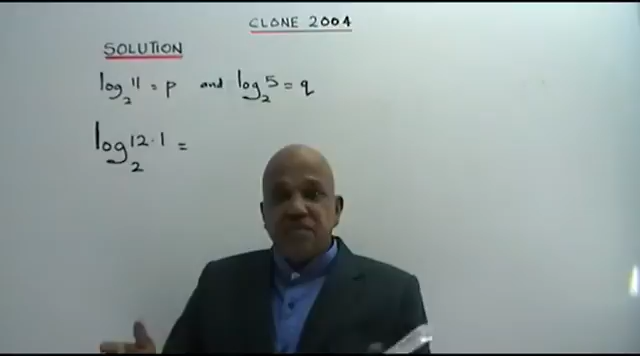 CLONE 2004
SOLUTION
log₂11 = p and log₂5 = q
log₂12·1 =